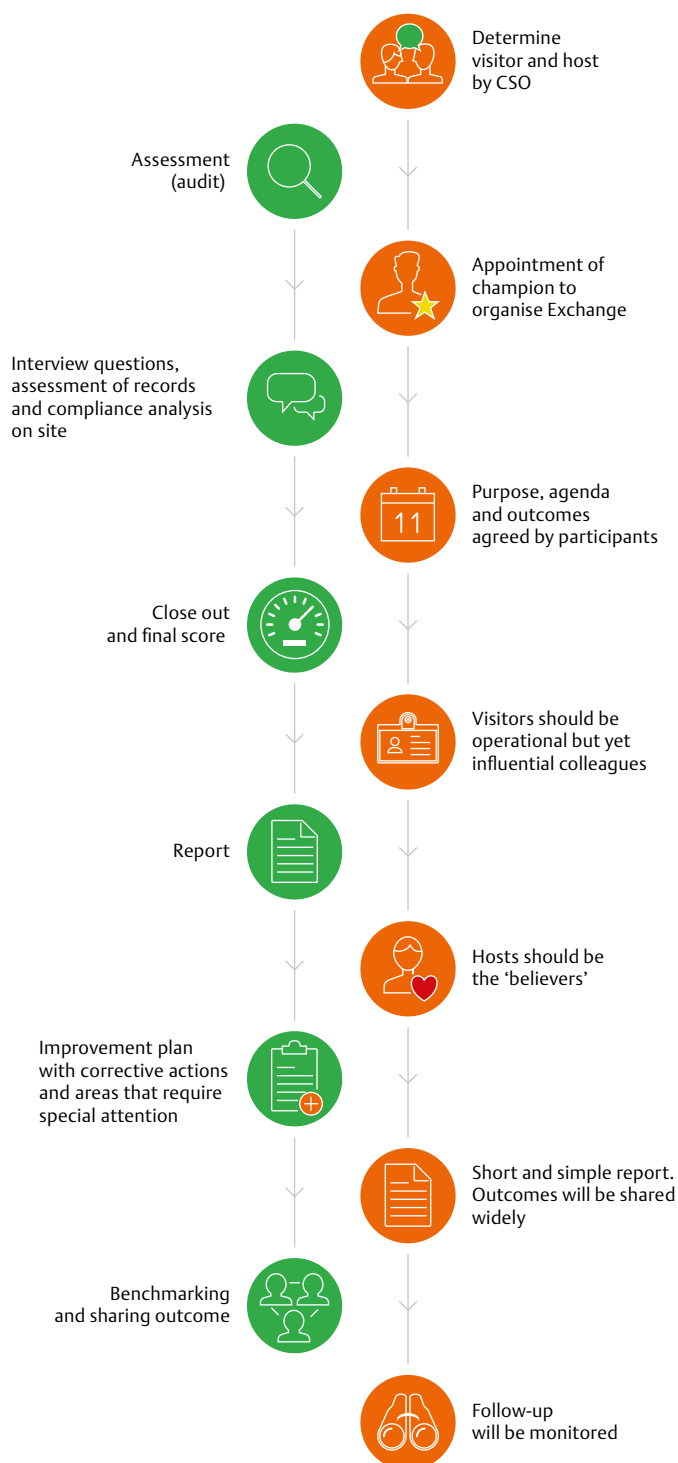 Determine
visitor and host
by CSO
Assessment
(audit)
Appointment of
champion to
organise Exchange
Interview questions,
assessment of records
and compliance analysis
on site
Purpose, agenda
and outcomes
agreed by participants
11
Close out
and final score
Visitors should be
operational but yet
influential colleagues
Report
Hosts should be
the ‘believers’
Improvement plan
with corrective actions
and areas that require
special attention
Short and simple report.
Outcomes will be shared
widely
Benchmarking
and sharing outcome
Follow-up
will be monitored